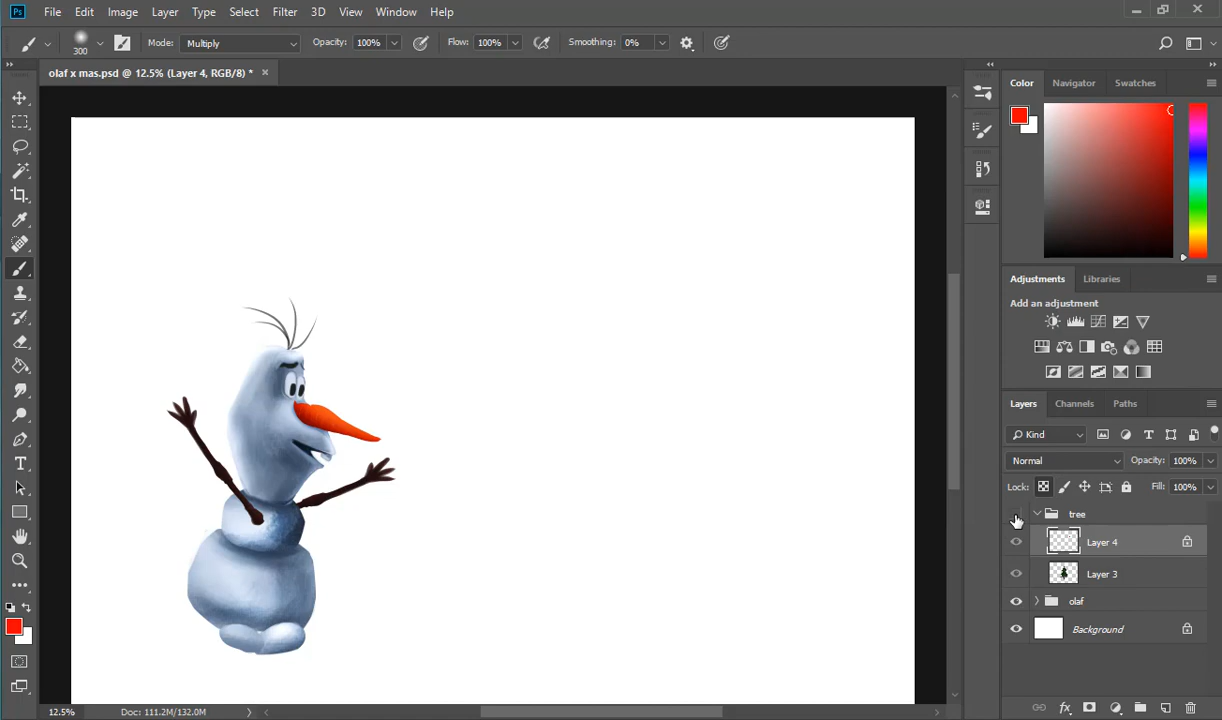 Ps File Edit Image Layer Type Select Filter 3D View Window Help
300 Mode: Multiply Opacity: 100% Flow: 100% Smoothing: 0%
olaf x mas.psd @ 12.5% (Layer 4, RGB/8) *
Color Navigator Swatches
Adjustments Libraries
Add an adjustment
Layers Channels Paths
Kind
Normal Opacity: 100%
Lock: Fill: 100%
tree
Layer 4
Layer 3
olaf
Background
12.5% Doc: 111.2M/132.0M